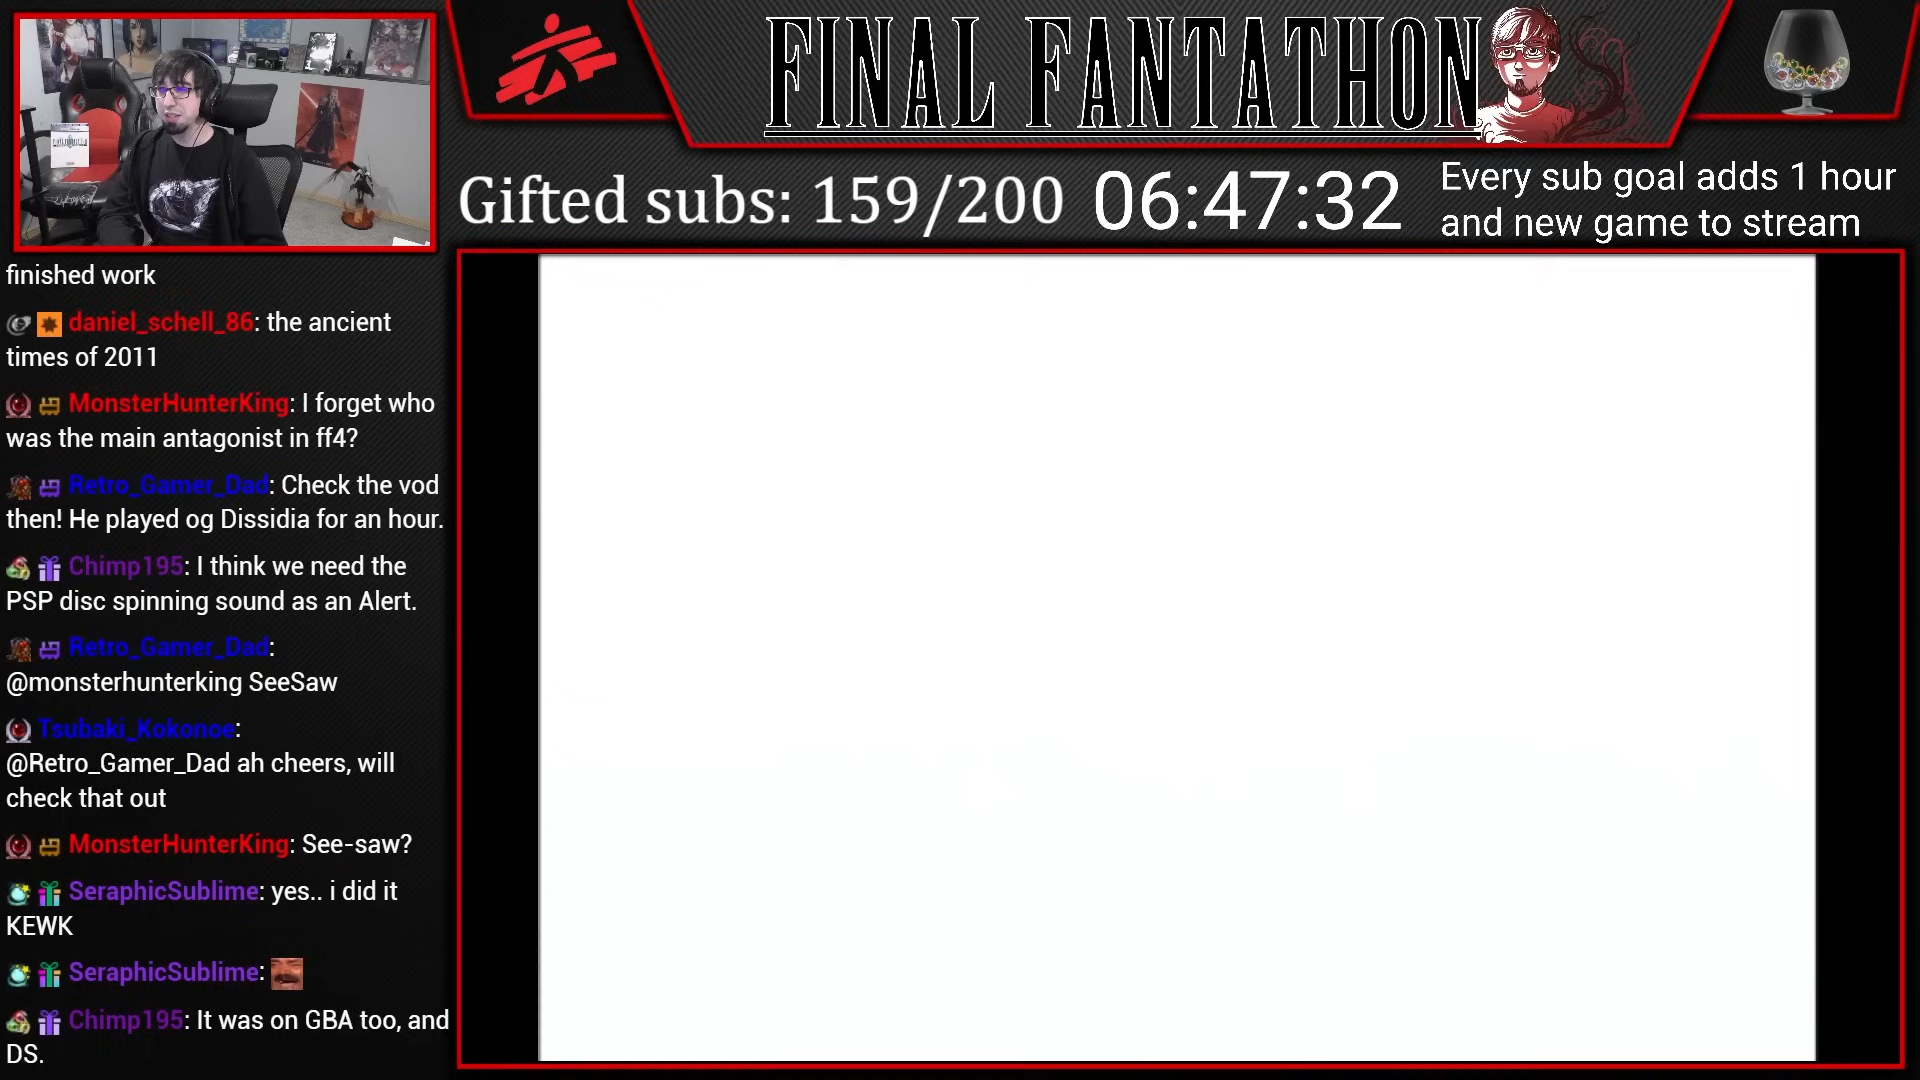 FINAL FANTATHON
Gifted subs: 159/200
06:47:32
Every sub goal adds 1 hour
and new game to stream
finished work
daniel_schell_86: the ancient
times of 2011
MonsterHunterKing: I forget who
was the main antagonist in ff4?
Retro_Gamer_Dad: Check the vod
then! He played og Dissidia for an hour.
Chimp195: I think we need the
PSP disc spinning sound as an Alert.
Retro_Gamer_Dad:
@monsterhunterking SeeSaw
Tsubaki_Kokonoe:
@Retro_Gamer_Dad ah cheers, will
check that out
MonsterHunterKing: See-saw?
SeraphicSublime: yes.. i did it
KEWK
SeraphicSublime:
Chimp195: It was on GBA too, and
DS.